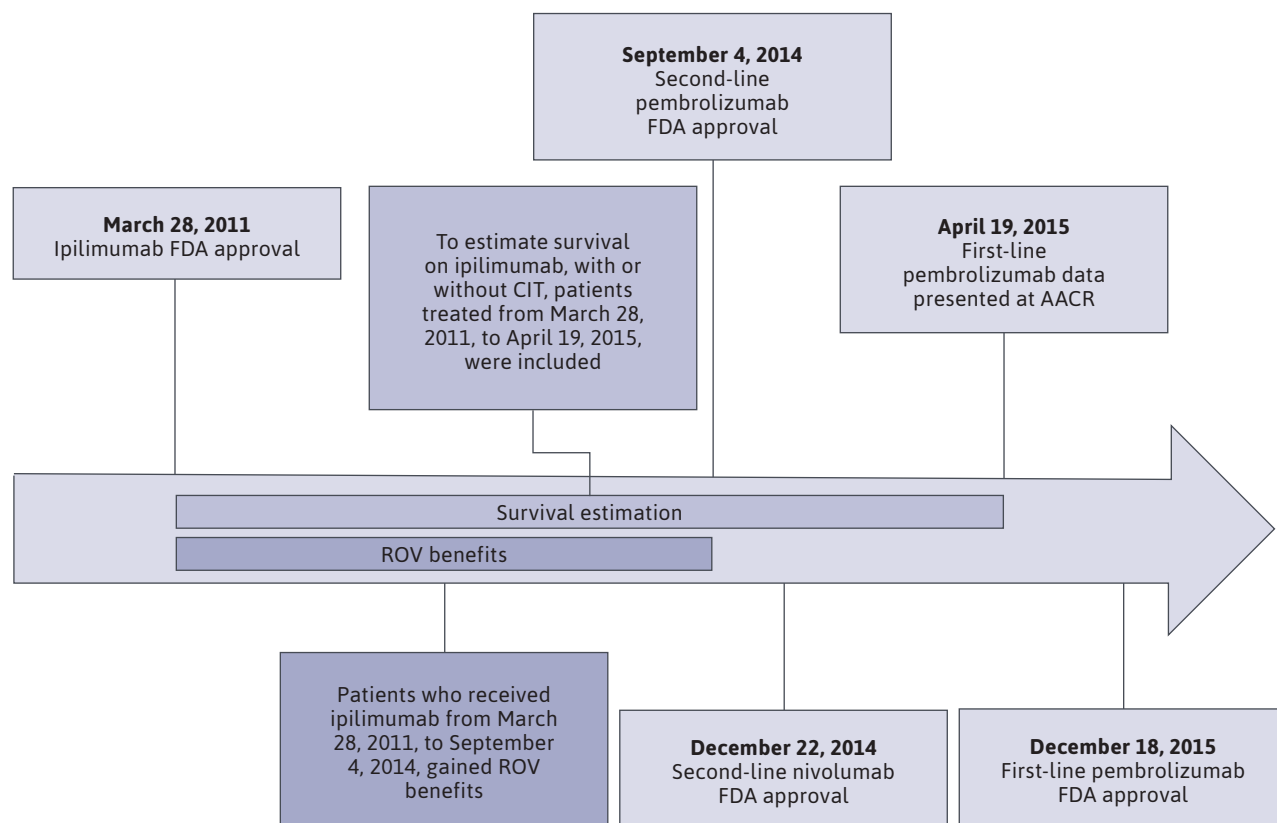 September 4, 2014
Second-line
pembrolizumab
FDA approval
March 28, 2011
Ipilimumab FDA approval
To estimate survival
on ipilimumab, with or
without CIT, patients
treated from March 28,
2011, to April 19, 2015,
were included
April 19, 2015
First-line
pembrolizumab data
presented at AACR
Survival estimation
ROV benefits
Patients who received
ipilimumab from March
28, 2011, to September
4, 2014, gained ROV
benefits
December 22, 2014
Second-line nivolumab
FDA approval
December 18, 2015
First-line pembrolizumab
FDA approval